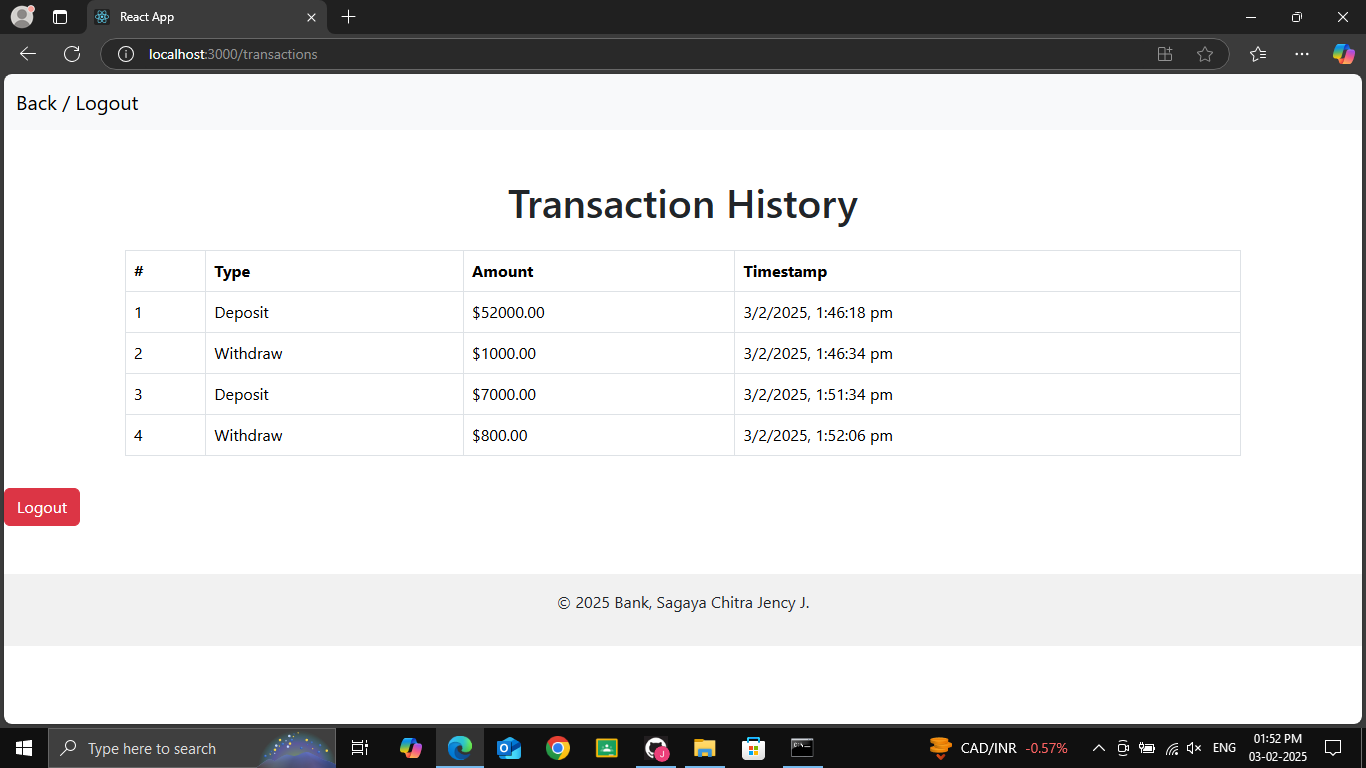 React App
localhost:3000/transactions
Back / Logout
Transaction History
# Type Amount Timestamp
1 Deposit $52000.00 3/2/2025, 1:46:18 pm
2 Withdraw $1000.00 3/2/2025, 1:46:34 pm
3 Deposit $7000.00 3/2/2025, 1:51:34 pm
4 Withdraw $800.00 3/2/2025, 1:52:06 pm
Logout
© 2025 Bank, Sagaya Chitra Jency J.
Type here to search
CAD/INR -0.57%
ENG
01:52 PM
03-02-2025